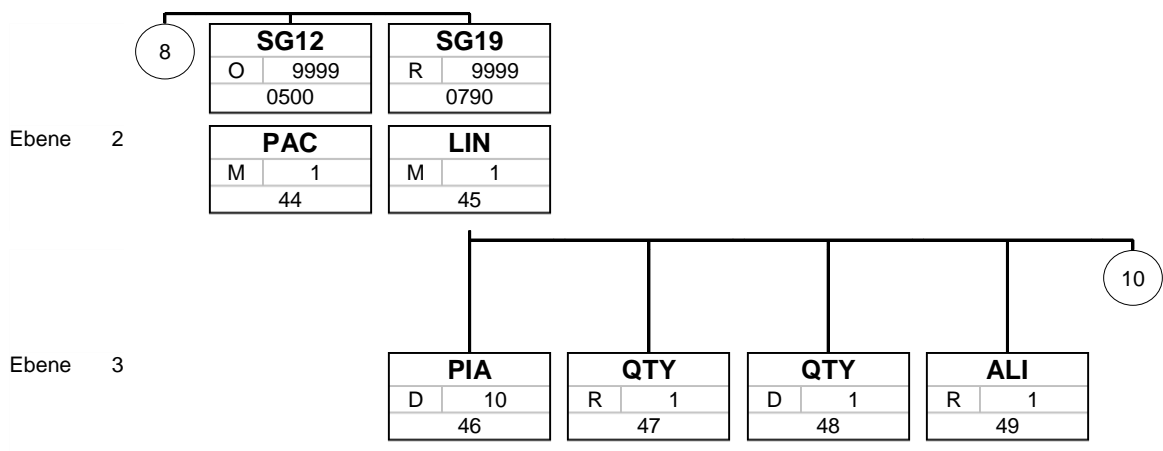 8
SG12 SG19
O 9999 R 9999
0500 0790
Ebene 2
PAC LIN
M 1 M 1
44 45
10
Ebene 3
PIA QTY QTY ALI
D 10 R 1 D 1 R 1
46 47 48 49